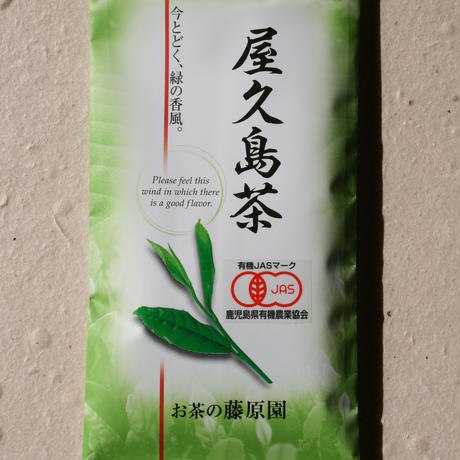 屋久島茶
今とどく、緑の香風。
Please feel this
wind in which there
is a good flavor.
有機JASマーク
JAS
鹿児島県有機農業協会
お茶の藤原園